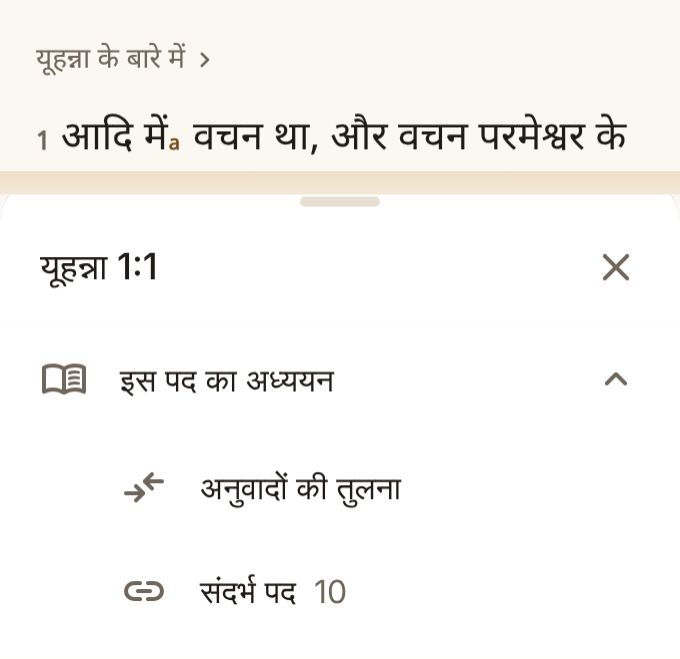 यूहन्ना के बारे में >
1 आदि में a वचन था, और वचन परमेश्वर के
यूहन्ना 1:1
इस पद का अध्ययन
अनुवादों की तुलना
संदर्भ पद 10